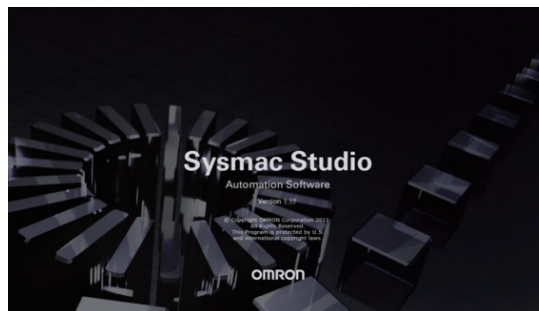 Sysmac Studio
Automation Software
Version
© Copyright OMRON Corporation 2011-
All Rights Reserved.
This Program is protected by U.S.
and international copyright laws.
OMRON